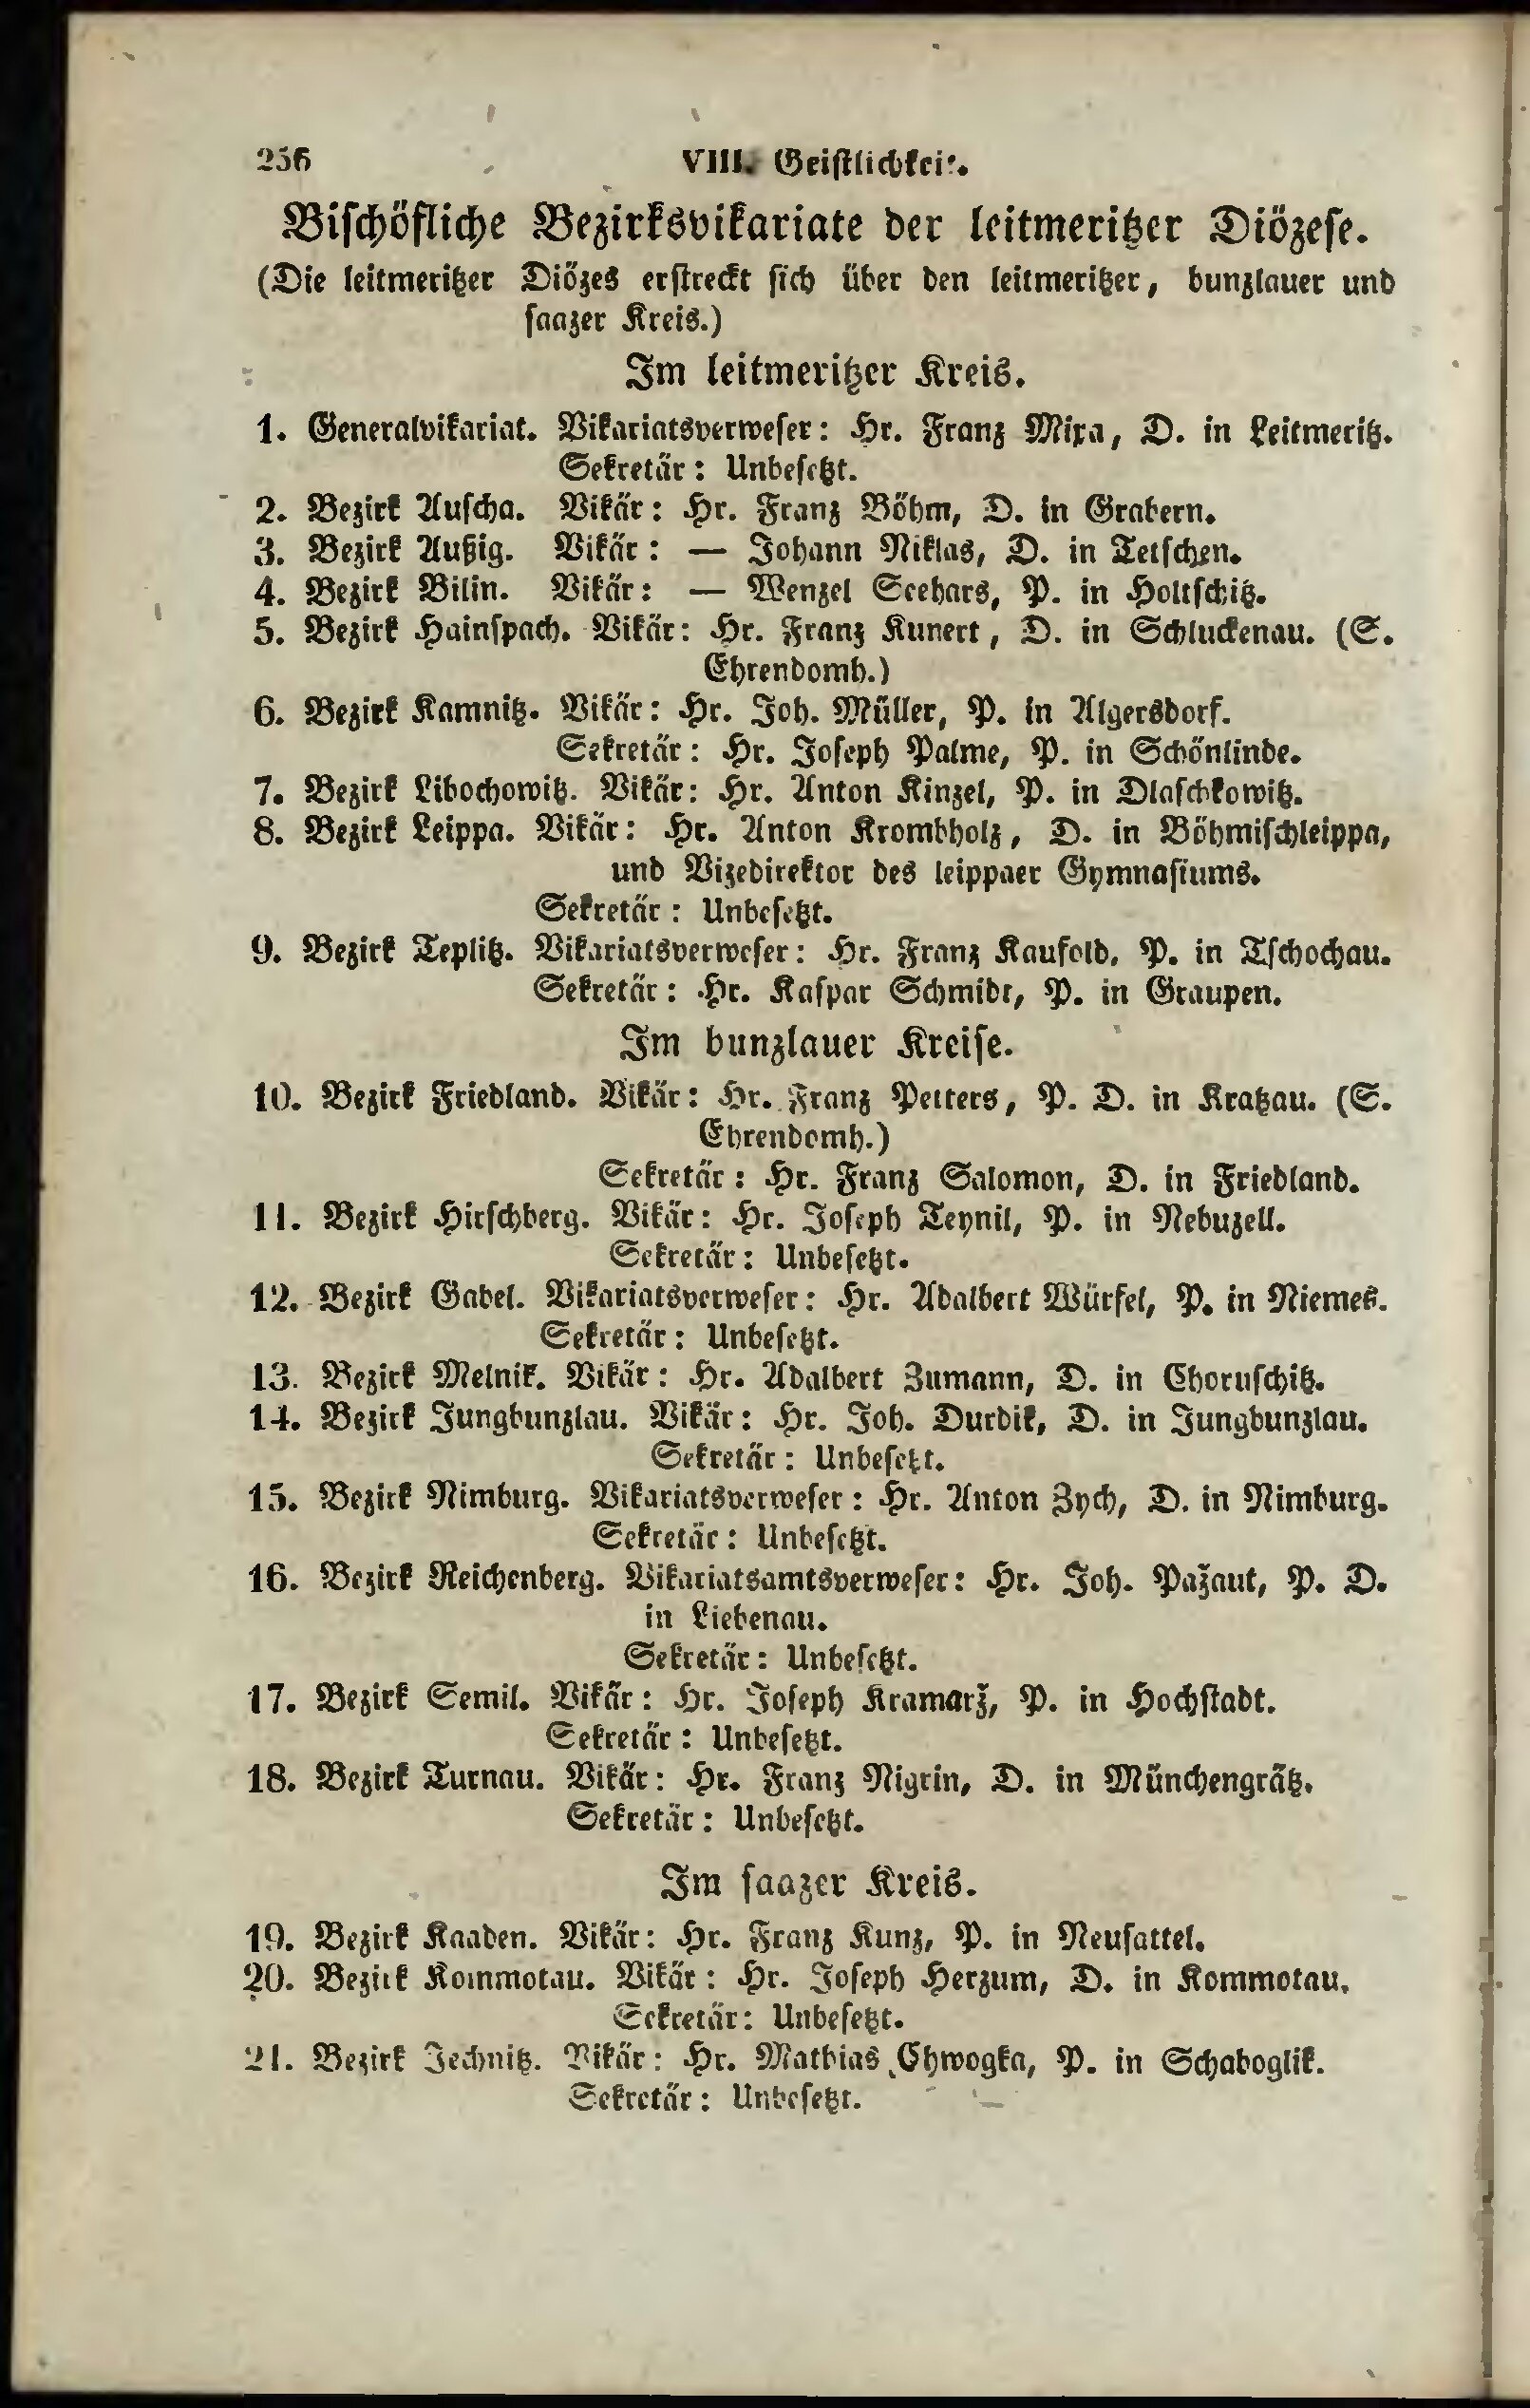 256 VIII. Geistlichkeit.
Bischöfliche Bezirksvikariate der leitmeritzer Diözese.
(Die leitmeritzer Diözes erstreckt sich über den leitmeritzer, bunzlauer und
saazer Kreis.)
Im leitmeritzer Kreis.
1. Generalvikariat. Vikariatsverweser: Hr. Franz Mixa, D. in Leitmeritz.
Sekretär: Unbesetzt.
2. Bezirk Auscha. Vikär: Hr. Franz Böhm, D. in Grabern.
3. Bezirk Außig. Vikär: — Johann Niklas, D. in Tetschen.
4. Bezirk Bilin. Vikär: — Wenzel Seehars, P. in Holtschitz.
5. Bezirk Hainspach. Vikär: Hr. Franz Kunert, D. in Schluckenau. (S.
Ehrendomh.)
6. Bezirk Kamnitz. Vikär: Hr. Joh. Müller, P. in Algersdorf.
Sekretär: Hr. Joseph Palme, P. in Schönlinde.
7. Bezirk Libochowitz. Vikär: Hr. Anton Kinzel, P. in Dlaschkowitz.
8. Bezirk Leippa. Vikär: Hr. Anton Krombholz, D. in Böhmischleippa,
und Vizedirektor des leippaer Gymnasiums.
Sekretär: Unbesetzt.
9. Bezirk Teplitz. Vikariatsverweser: Hr. Franz Kaufold, P. in Tschochau.
Sekretär: Hr. Kaspar Schmidt, P. in Graupen.
Im bunzlauer Kreise.
10. Bezirk Friedland. Vikär: Hr. Franz Petters, P. D. in Kratzau. (S.
Ehrendomh.)
Sekretär: Hr. Franz Salomon, D. in Friedland.
11. Bezirk Hirschberg. Vikär: Hr. Joseph Teynil, P. in Nebuzell.
Sekretär: Unbesetzt.
12. Bezirk Gabel. Vikariatsverweser: Hr. Adalbert Würfel, P. in Niemes.
Sekretär: Unbesetzt.
13. Bezirk Melnik. Vikär: Hr. Adalbert Zumann, D. in Choruschitz.
14. Bezirk Jungbunzlau. Vikär: Hr. Joh. Durdik, D. in Jungbunzlau.
Sekretär: Unbesetzt.
15. Bezirk Nimburg. Vikariatsverweser: Hr. Anton Zych, D. in Nimburg.
Sekretär: Unbesetzt.
16. Bezirk Reichenberg. Vikariatsamtsverweser: Hr. Joh. Pažaut, P. D.
in Liebenau.
Sekretär: Unbesetzt.
17. Bezirk Semil. Vikär: Hr. Joseph Kramarž, P. in Hochstadt.
Sekretär: Unbesetzt.
18. Bezirk Turnau. Vikär: Hr. Franz Nigrin, D. in Münchengrätz.
Sekretär: Unbesetzt.
Im saazer Kreis.
19. Bezirk Kaaden. Vikär: Hr. Franz Kunz, P. in Neusattel.
20. Bezirk Kommotau. Vikär: Hr. Joseph Herzum, D. in Kommotau.
Sekretär: Unbesetzt.
21. Bezirk Jechnitz. Vikär: Hr. Mathias Chwogka, P. in Schaboglik.
Sekretär: Unbesetzt.